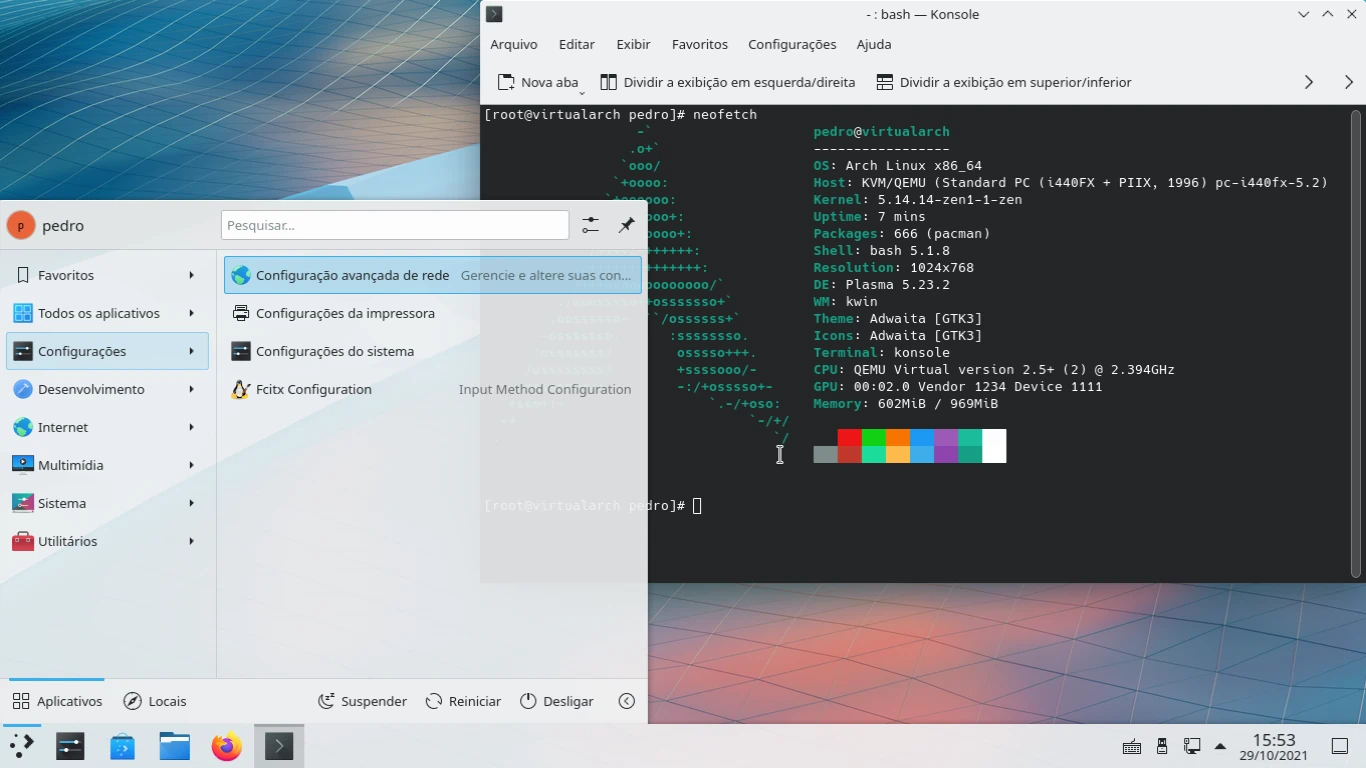 - : bash — Konsole
Arquivo Editar Exibir Favoritos Configurações Ajuda
Nova aba Dividir a exibição em esquerda/direita Dividir a exibição em superior/inferior
[root@virtualarch pedro]# neofetch
pedro@virtualarch
-----------------
OS: Arch Linux x86_64
Host: KVM/QEMU (Standard PC (i440FX + PIIX, 1996) pc-i440fx-5.2)
Kernel: 5.14.14-zen1-1-zen
Uptime: 7 mins
Packages: 666 (pacman)
Shell: bash 5.1.8
Resolution: 1024x768
DE: Plasma 5.23.2
WM: kwin
Theme: Adwaita [GTK3]
Icons: Adwaita [GTK3]
Terminal: konsole
CPU: QEMU Virtual version 2.5+ (2) @ 2.394GHz
GPU: 00:02.0 Vendor 1234 Device 1111
Memory: 602MiB / 969MiB
[root@virtualarch pedro]#
p pedro
Pesquisar...
Favoritos
Todos os aplicativos
Configurações
Desenvolvimento
Internet
Multimídia
Sistema
Utilitários
Configuração avançada de rede Gerencie e altere suas con...
Configurações da impressora
Configurações do sistema
Fcitx Configuration Input Method Configuration
Aplicativos Locais Suspender Reiniciar Desligar
15:53
29/10/2021